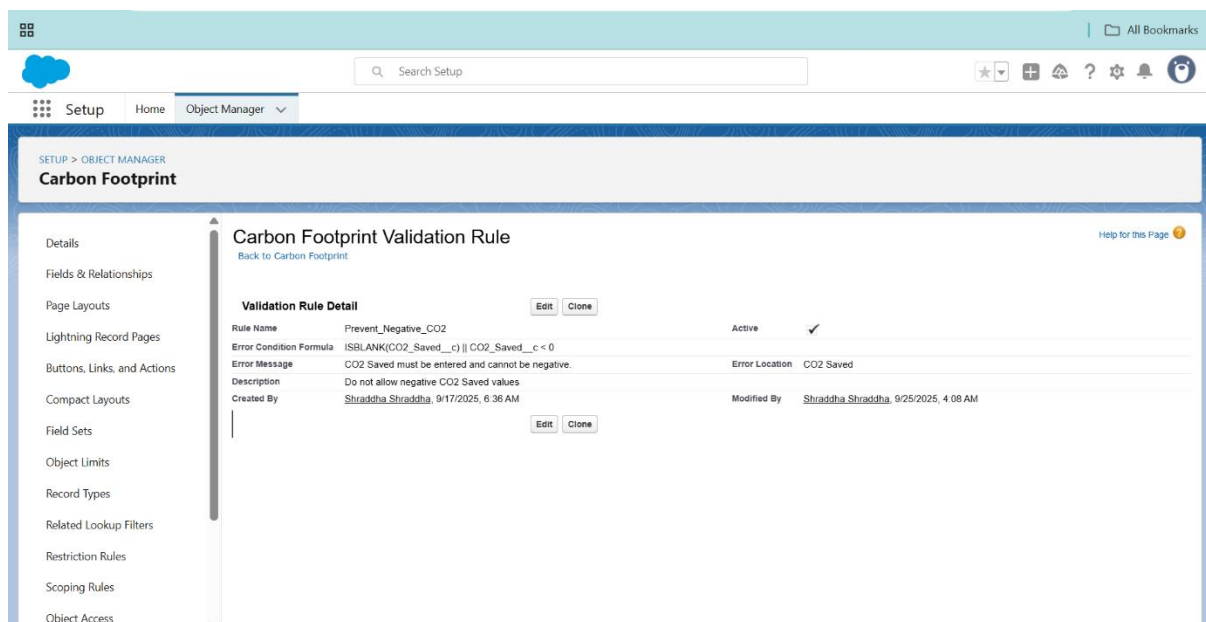 All Bookmarks
Search Setup
Setup Home Object Manager
SETUP > OBJECT MANAGER
Carbon Footprint
Details
Fields & Relationships
Page Layouts
Lightning Record Pages
Buttons, Links, and Actions
Compact Layouts
Field Sets
Object Limits
Record Types
Related Lookup Filters
Restriction Rules
Scoping Rules
Object Access
Carbon Footprint Validation Rule
Help for this Page
Back to Carbon Footprint
Validation Rule Detail Edit Clone
Rule Name Prevent_Negative_CO2 Active ✓
Error Condition Formula ISBLANK(CO2_Saved__c) || CO2_Saved__c < 0
Error Message CO2 Saved must be entered and cannot be negative. Error Location CO2 Saved
Description Do not allow negative CO2 Saved values
Created By Shraddha Shraddha, 9/17/2025, 6:36 AM Modified By Shraddha Shraddha, 9/25/2025, 4:08 AM
Edit Clone